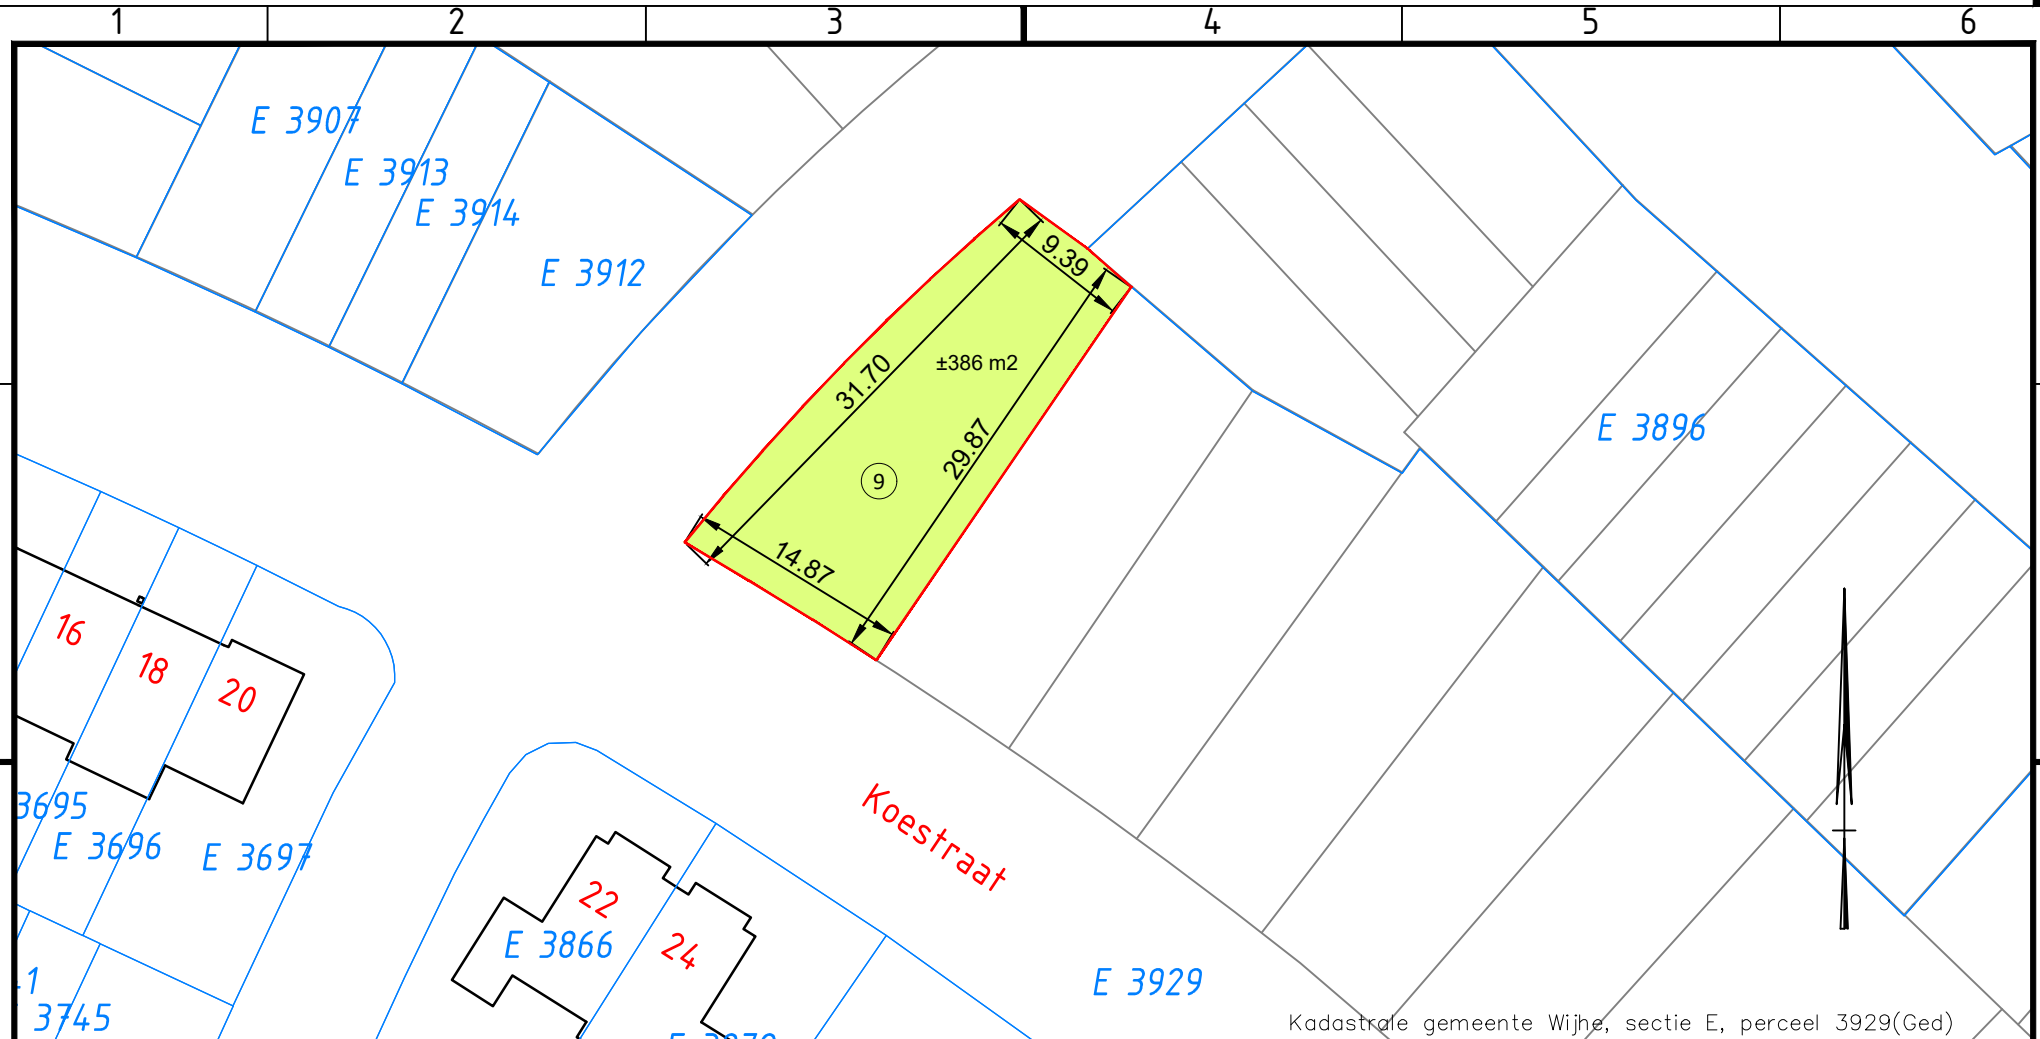 1 2 3 4 5 6
E 3907
E 3913
E 3914
E 3912
9.39
31.70
±386 m2
29.87
9
14.87
E 3896
16
18
20
3695
E 3696
E 3697
Koestraat
22
E 3866
24
E 3929
1
3745
Kadastrale gemeente Wijhe, sectie E, perceel 3929(Ged)